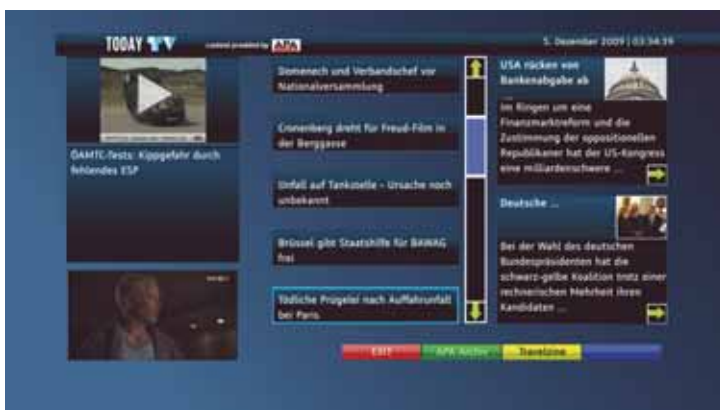 TODAY TV content provided by APA
5. Dezember 2009 | 03:34:39
ÖAMTC-Tests: Kippgefahr durch
fehlendes ESP
Domenech und Verbandschef vor
Nationalversammlung
Cronenberg dreht für Freud-Film in
der Berggasse
Unfall auf Tankstelle - Ursache noch
unbekannt
Brüssel gibt Staatshilfe für BAWAG
frei
Tödliche Prügelei nach Auffahrunfall
bei Paris
USA rücken von
Bankenabgabe ab
...
Im Ringen um eine
Finanzmarktreform und die
Zustimmung der oppositionellen
Republikaner hat der US-Kongress
eine milliardenschwere ...
Deutsche ...
Bei der Wahl des deutschen
Bundespräsidenten hat die
schwarz-gelbe Koalition trotz einer
rechnerischen Mehrheit ihren
Kandidaten ...
EXIT
APA Archiv
Travelzone